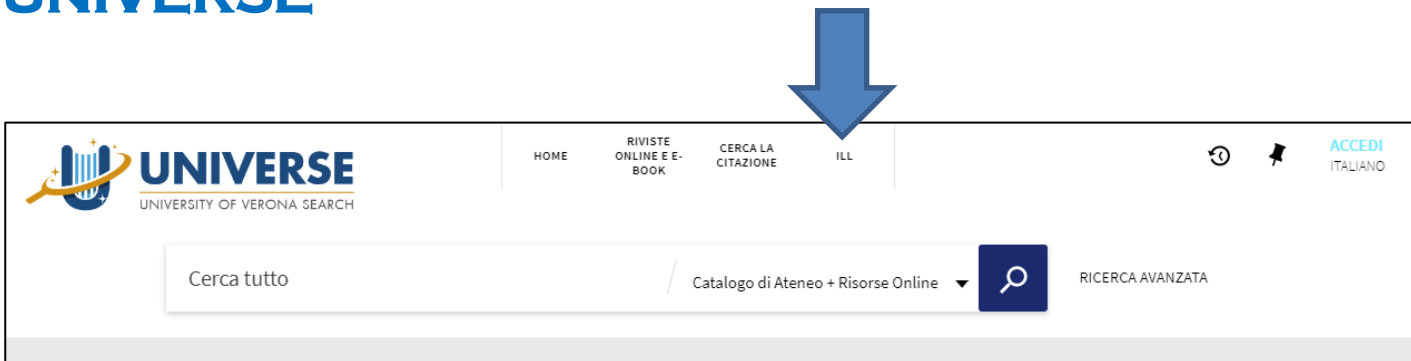 UNIVERSE
UNIVERSE
UNIVERSITY OF VERONA SEARCH
HOME
RIVISTE
ONLINE E E-
BOOK
CERCA LA
CITAZIONE
ILL
ACCEDI
ITALIANO
Cerca tutto
Catalogo di Ateneo + Risorse Online
RICERCA AVANZATA